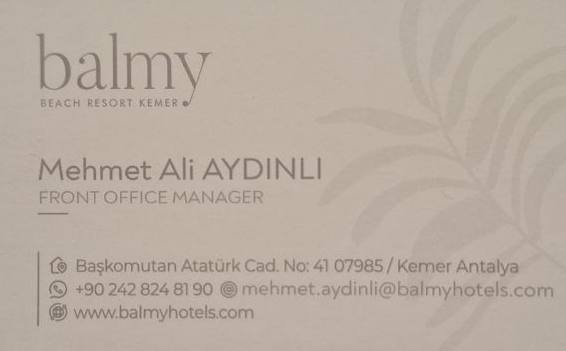 balmy
BEACH RESORT KEMER
Mehmet Ali AYDINLI
FRONT OFFICE MANAGER
Başkomutan Atatürk Cad. No: 41 07985 / Kemer Antalya
+90 242 824 81 90 mehmet.aydinli@balmyhotels.com
www.balmyhotels.com